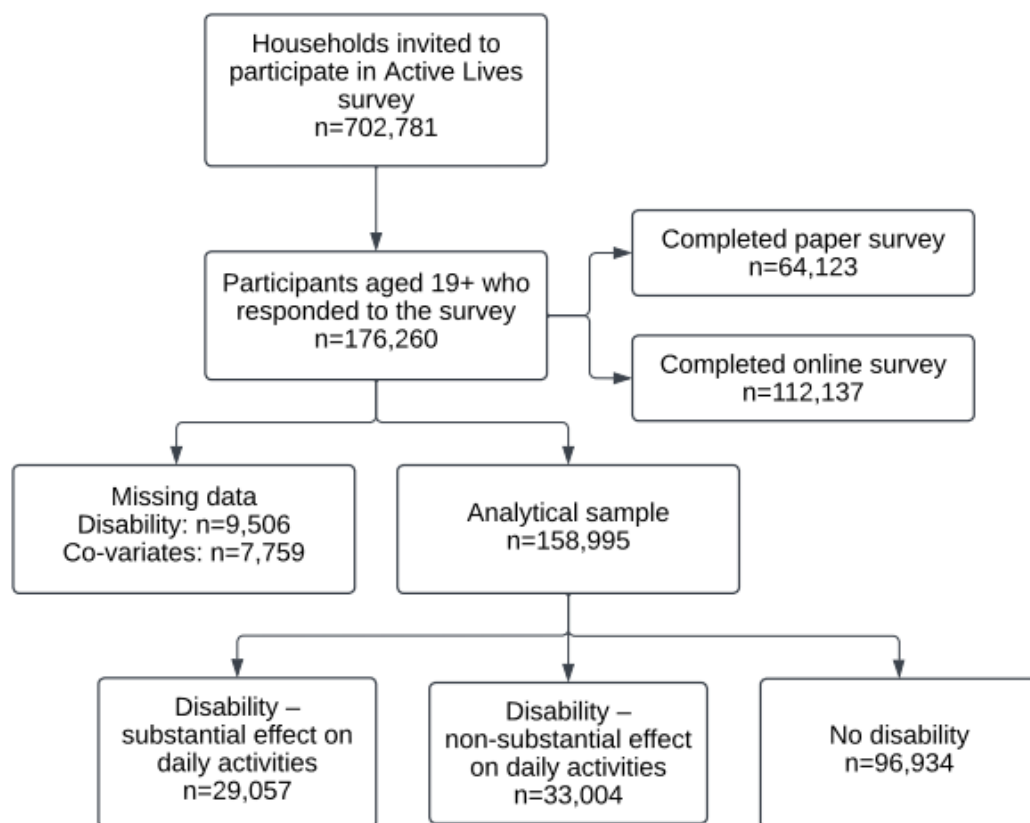 Households invited to
participate in Active Lives
survey
n=702,781
Participants aged 19+ who
responded to the survey
n=176,260
Completed paper survey
n=64,123
Completed online survey
n=112,137
Missing data
Disability: n=9,506
Co-variates: n=7,759
Analytical sample
n=158,995
Disability –
substantial effect on
daily activities
n=29,057
Disability –
non-substantial effect
on daily activities
n=33,004
No disability
n=96,934